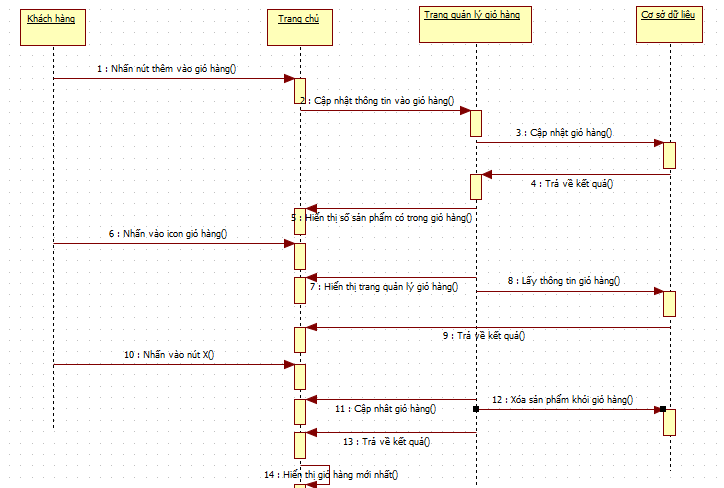 Khách hàng
Trang chủ
Trang quản lý giỏ hàng
Cơ sở dữ liệu
1 : Nhấn nút thêm vào giỏ hàng()
2 : Cập nhật thông tin vào giỏ hàng()
3 : Cập nhật giỏ hàng()
4 : Trả về kết quả()
5 : Hiển thị số sản phẩm có trong giỏ hàng()
6 : Nhấn vào icon giỏ hàng()
7 : Hiển thị trang quản lý giỏ hàng()
8 : Lấy thông tin giỏ hàng()
9 : Trả về kết quả()
10 : Nhấn vào nút X()
11 : Cập nhât giỏ hàng()
12 : Xóa sản phẩm khỏi giỏ hàng()
13 : Trả về kết quả()
14 : Hiển thị giỏ hàng mới nhất()